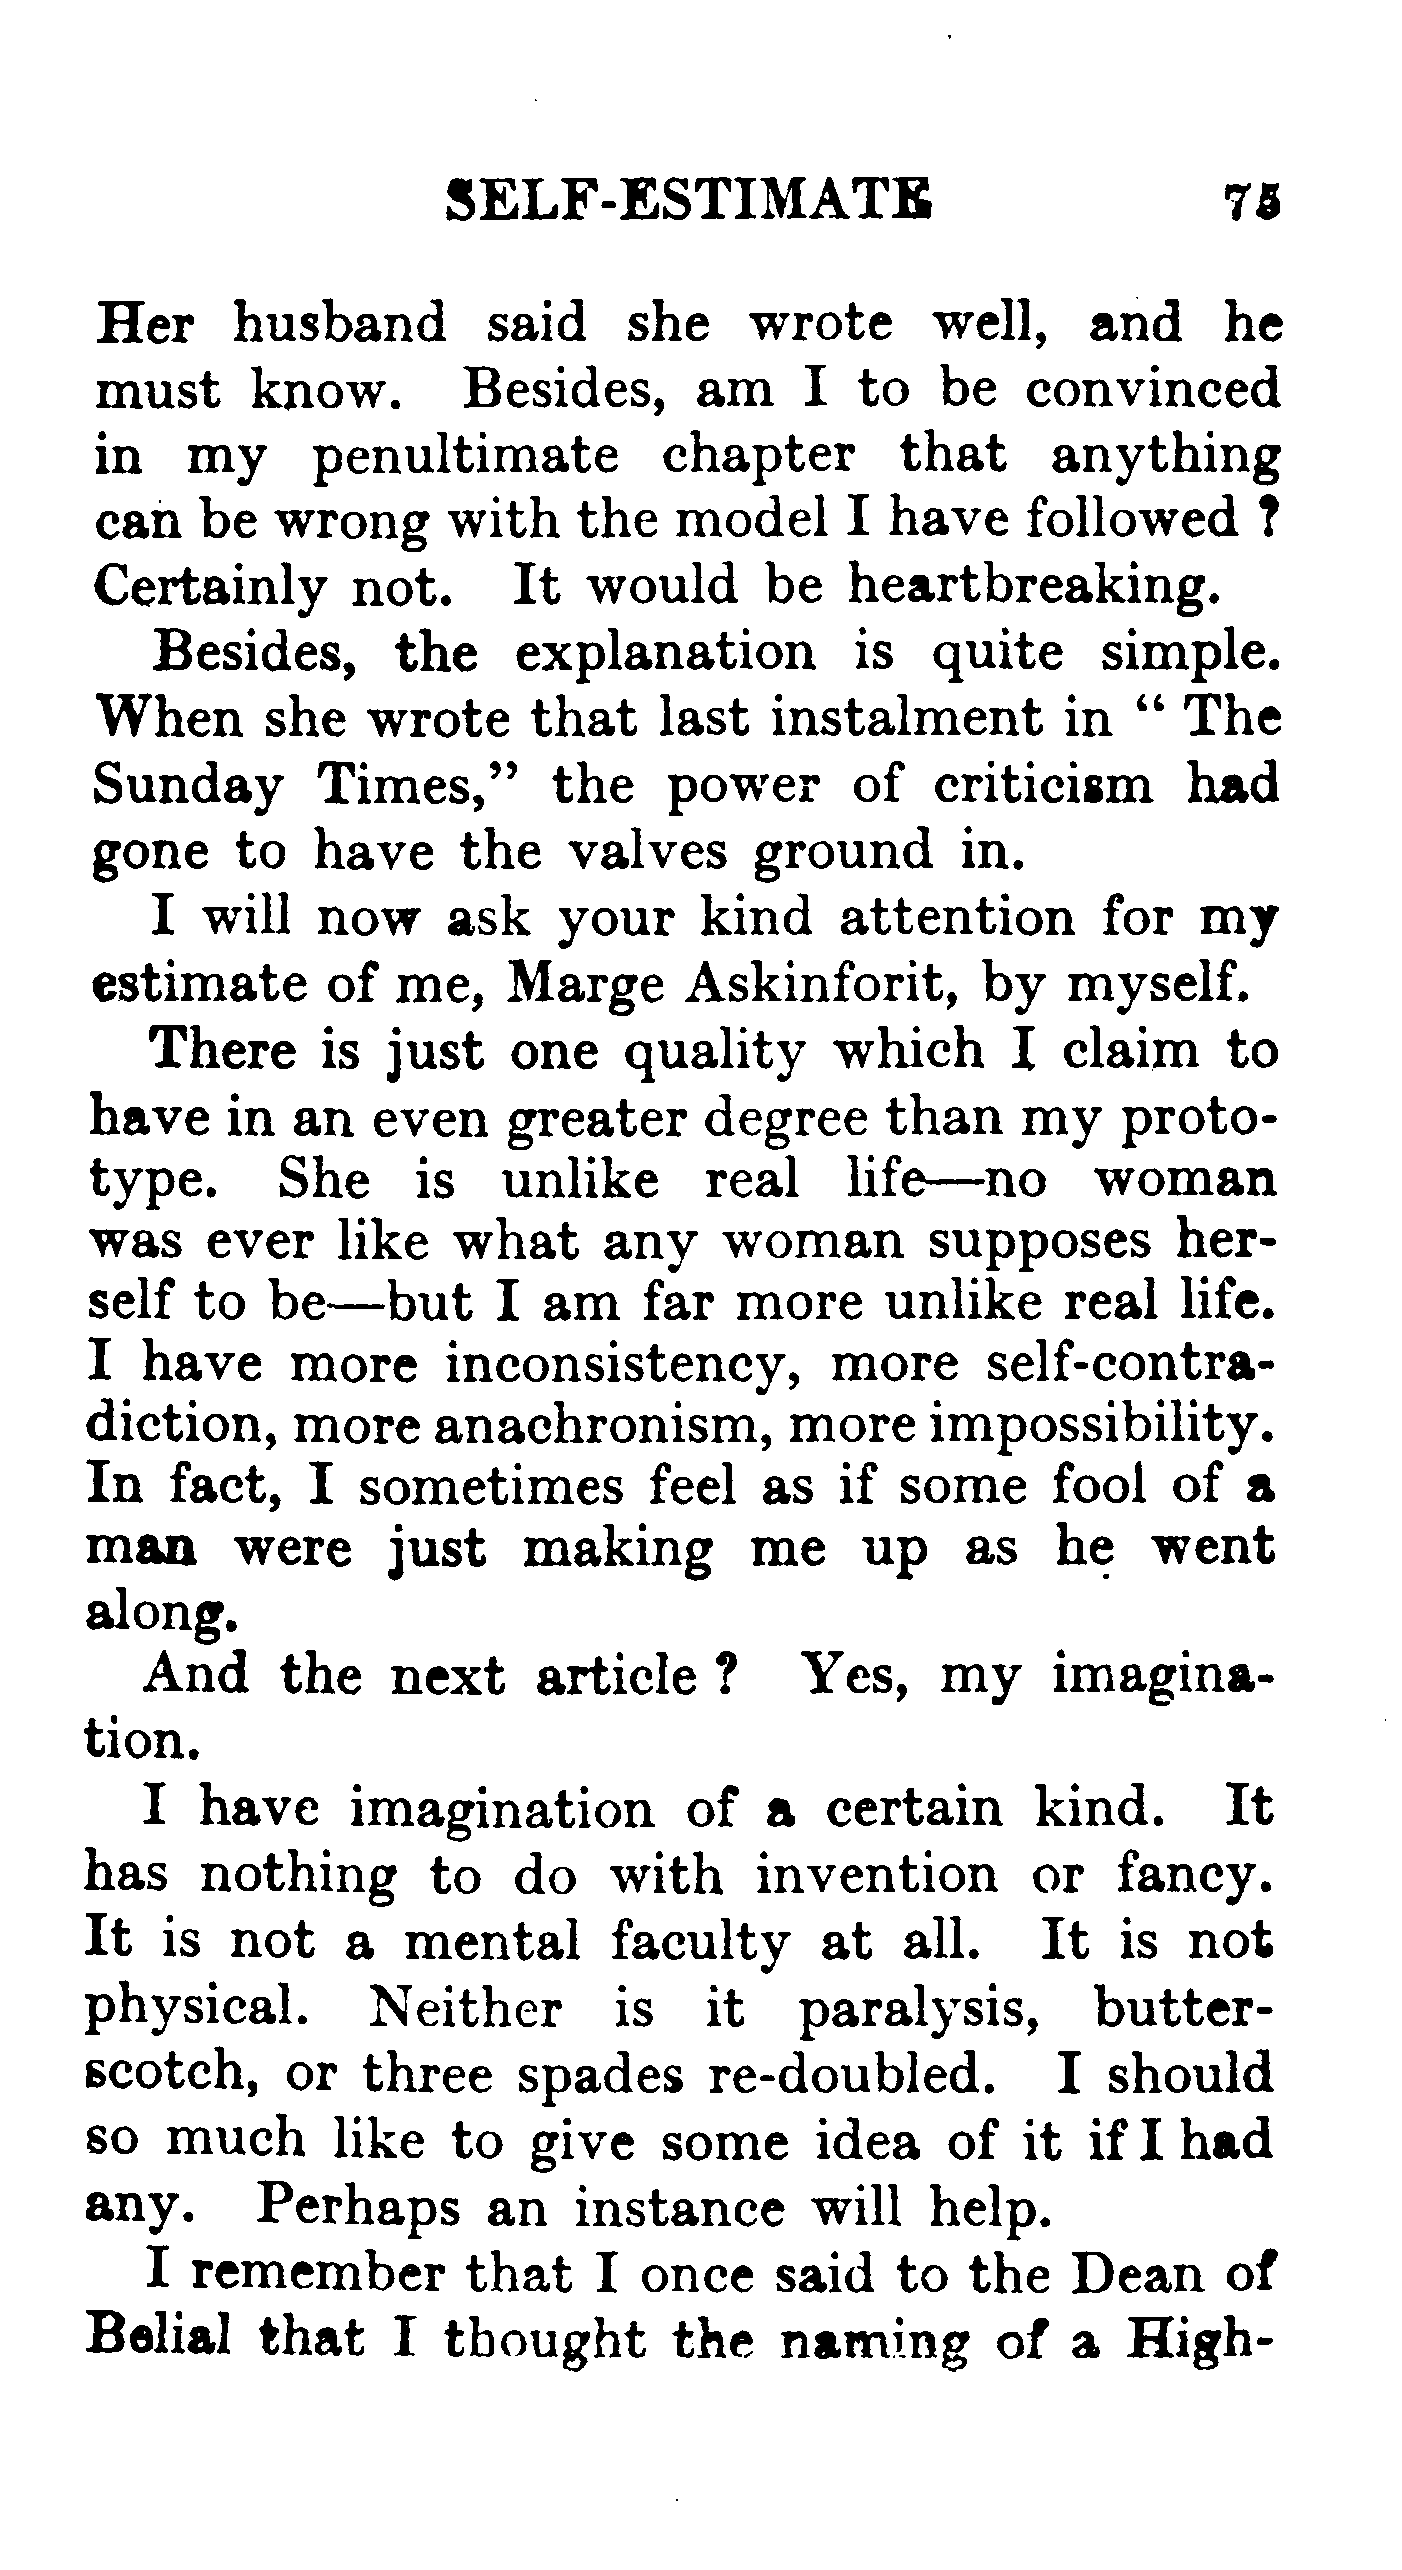 SELF-ESTIMATE 75
Her husband said she wrote well, and he
must know. Besides, am I to be convinced
in my penultimate chapter that anything
can be wrong with the model I have followed ?
Certainly not. It would be heartbreaking.
Besides, the explanation is quite simple.
When she wrote that last instalment in “ The
Sunday Times,” the power of criticism had
gone to have the valves ground in.
I will now ask your kind attention for my
estimate of me, Marge Askinforit, by myself.
There is just one quality which I claim to
have in an even greater degree than my proto-
type. She is unlike real life—no woman
was ever like what any woman supposes her-
self to be—but I am far more unlike real life.
I have more inconsistency, more self-contra-
diction, more anachronism, more impossibility.
In fact, I sometimes feel as if some fool of a
man were just making me up as he went
along.
And the next article ? Yes, my imagina-
tion.
I have imagination of a certain kind. It
has nothing to do with invention or fancy.
It is not a mental faculty at all. It is not
physical. Neither is it paralysis, butter-
scotch, or three spades re-doubled. I should
so much like to give some idea of it if I had
any. Perhaps an instance will help.
I remember that I once said to the Dean of
Belial that I thought the naming of a High-